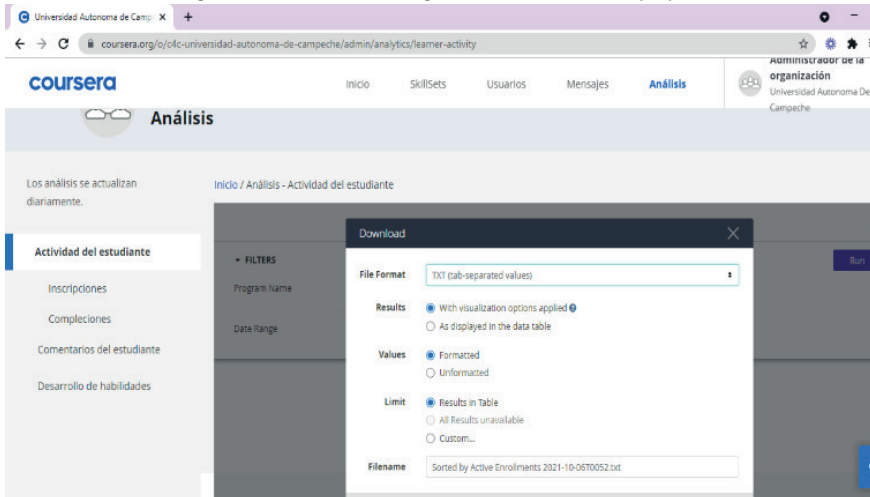 Universidad Autonoma de Camp
coursera.org/o/c4c-universidad-autonoma-de-campeche/admin/analytics/learner-activity
coursera
Inicio
SkillSets
Usuarios
Mensajes
Análisis
Administrador de la
organización
Universidad Autonoma De
Campeche
Análisis
Los análisis se actualizan
diariamente.
Inicio / Análisis - Actividad del estudiante
Actividad del estudiante
Inscripciones
Compleciones
Comentarios del estudiante
Desarrollo de habilidades
FILTERS
Run
Program Name
Date Range
Download
File Format
TXT (tab-separated values)
Results
With visualization options applied
As displayed in the data table
Values
Formatted
Unformatted
Limit
Results in Table
All Results unavailable
Custom...
Filename
Sorted by Active Enrollments 2021-10-06T0052.txt